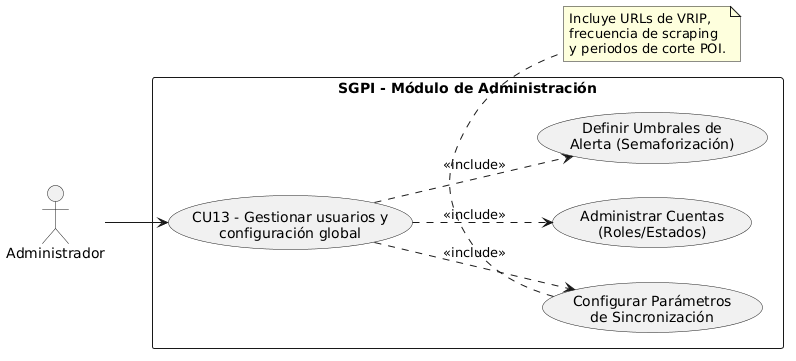 Incluye URLs de VRIP,
frecuencia de scraping
y periodos de corte POI.
SGPI - Módulo de Administración
Definir Umbrales de
Alerta (Semaforización)
«include»
Administrar Cuentas
(Roles/Estados)
«include»
CU13 - Gestionar usuarios y
configuración global
Administrador
«include»
Configurar Parámetros
de Sincronización